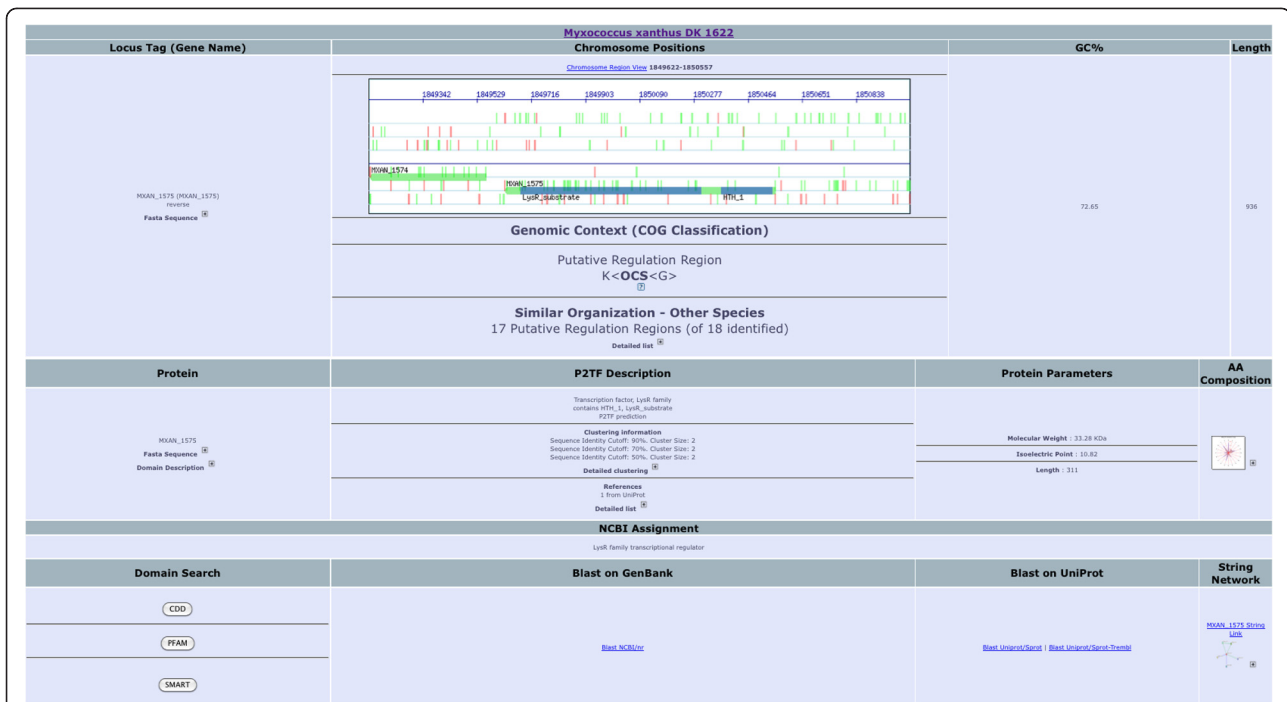 Myxococcus xanthus DK 1622
Locus Tag (Gene Name) Chromosome Positions GC% Length
Chromosome Region View 1849622-1850557
1849342 1849529 1849716 1849903 1850090 1850277 1850464 1850651 1850838
MXAN_1574
MXAN_1575
LysR_substrate HTH_1
MXAN_1575 (MXAN_1575)
reverse
Fasta Sequence
72.65
936
Genomic Context (COG Classification)
Putative Regulation Region
K<OCS<G>
?
Similar Organization - Other Species
17 Putative Regulation Regions (of 18 identified)
Detailed list
Protein P2TF Description Protein Parameters AA Composition
MXAN_1575
Fasta Sequence
Domain Description
Transcription factor, LysR family
contains HTH_1, LysR_substrate
P2TF prediction
Clustering information
Sequence Identity Cutoff: 90%, Cluster Size: 2
Sequence Identity Cutoff: 70%, Cluster Size: 2
Sequence Identity Cutoff: 50%, Cluster Size: 2
Detailed clustering
References
1 from UniProt
Detailed list
Molecular Weight : 33.28 KDa
Isoelectric Point : 10.82
Length : 311
NCBI Assignment
LysR family transcriptional regulator
Domain Search Blast on GenBank Blast on UniProt String Network
CDD
PFAM
SMART
Blast NCBI/nr
Blast Uniprot/Sprot | Blast Uniprot/Sprot-Trembl
MXAN_1575 String
Link